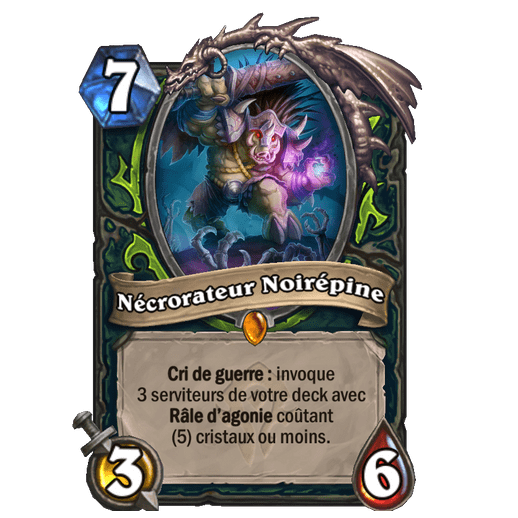 7
Nécrorateur Noirépine
Cri de guerre : invoque
3 serviteurs de votre deck avec
Râle d'agonie coûtant
(5) cristaux ou moins.
3
6